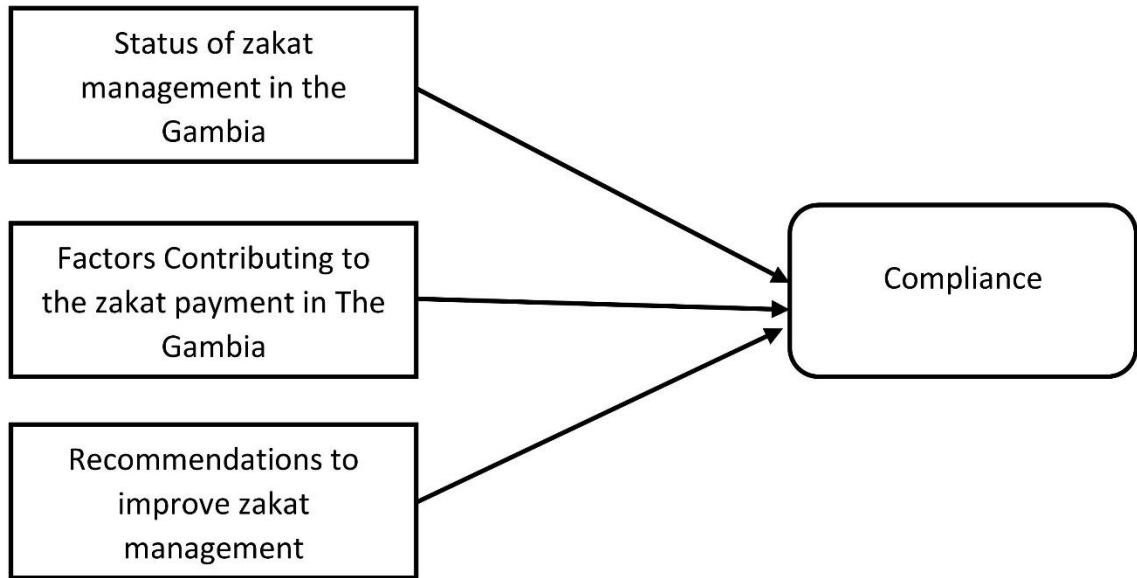 Status of zakat
management in the
Gambia
Factors Contributing to
the zakat payment in The
Gambia
Recommendations to
improve zakat
management
Compliance